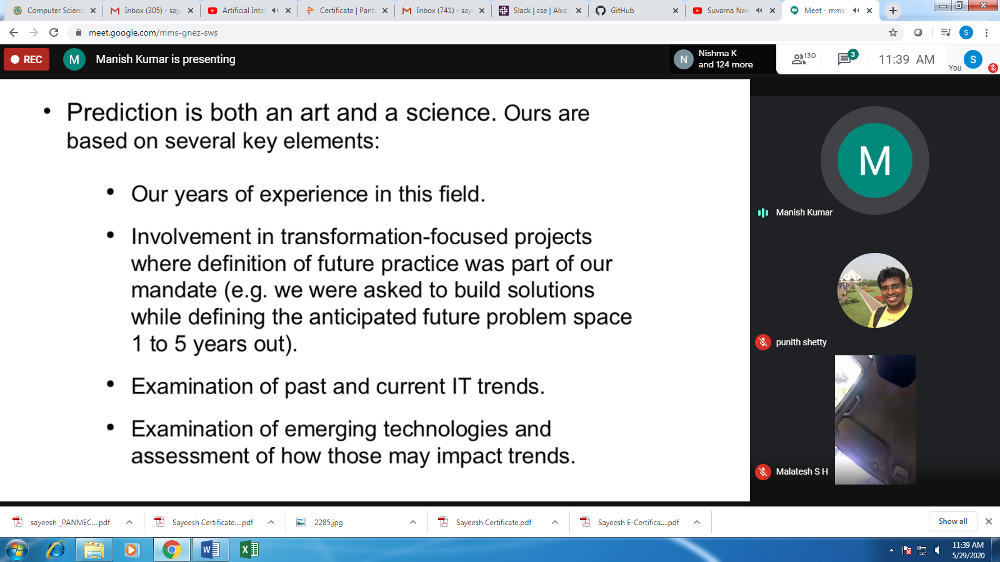 Computer Scienc
Inbox (305) - saye
Artificial Intel
Certificate | Pante
Inbox (741) - saye
Slack | cse | Alva's
GitHub
Suvarna New
Meet - mms-
meet.google.com/mms-gnez-sws
S
REC
M
Manish Kumar is presenting
N
Nishma K
and 124 more
130
3
11:39 AM
You
S
• Prediction is both an art and a science. Ours are
based on several key elements:
• Our years of experience in this field.
• Involvement in transformation-focused projects
where definition of future practice was part of our
mandate (e.g. we were asked to build solutions
while defining the anticipated future problem space
1 to 5 years out).
• Examination of past and current IT trends.
• Examination of emerging technologies and
assessment of how those may impact trends.
M
Manish Kumar
punith shetty
Malatesh S H
sayeesh _PANMEC....pdf
Sayeesh Certificate....pdf
2285.jpg
Sayeesh Certificate.pdf
Sayeesh E-Certifica....pdf
Show all
11:39 AM
5/29/2020